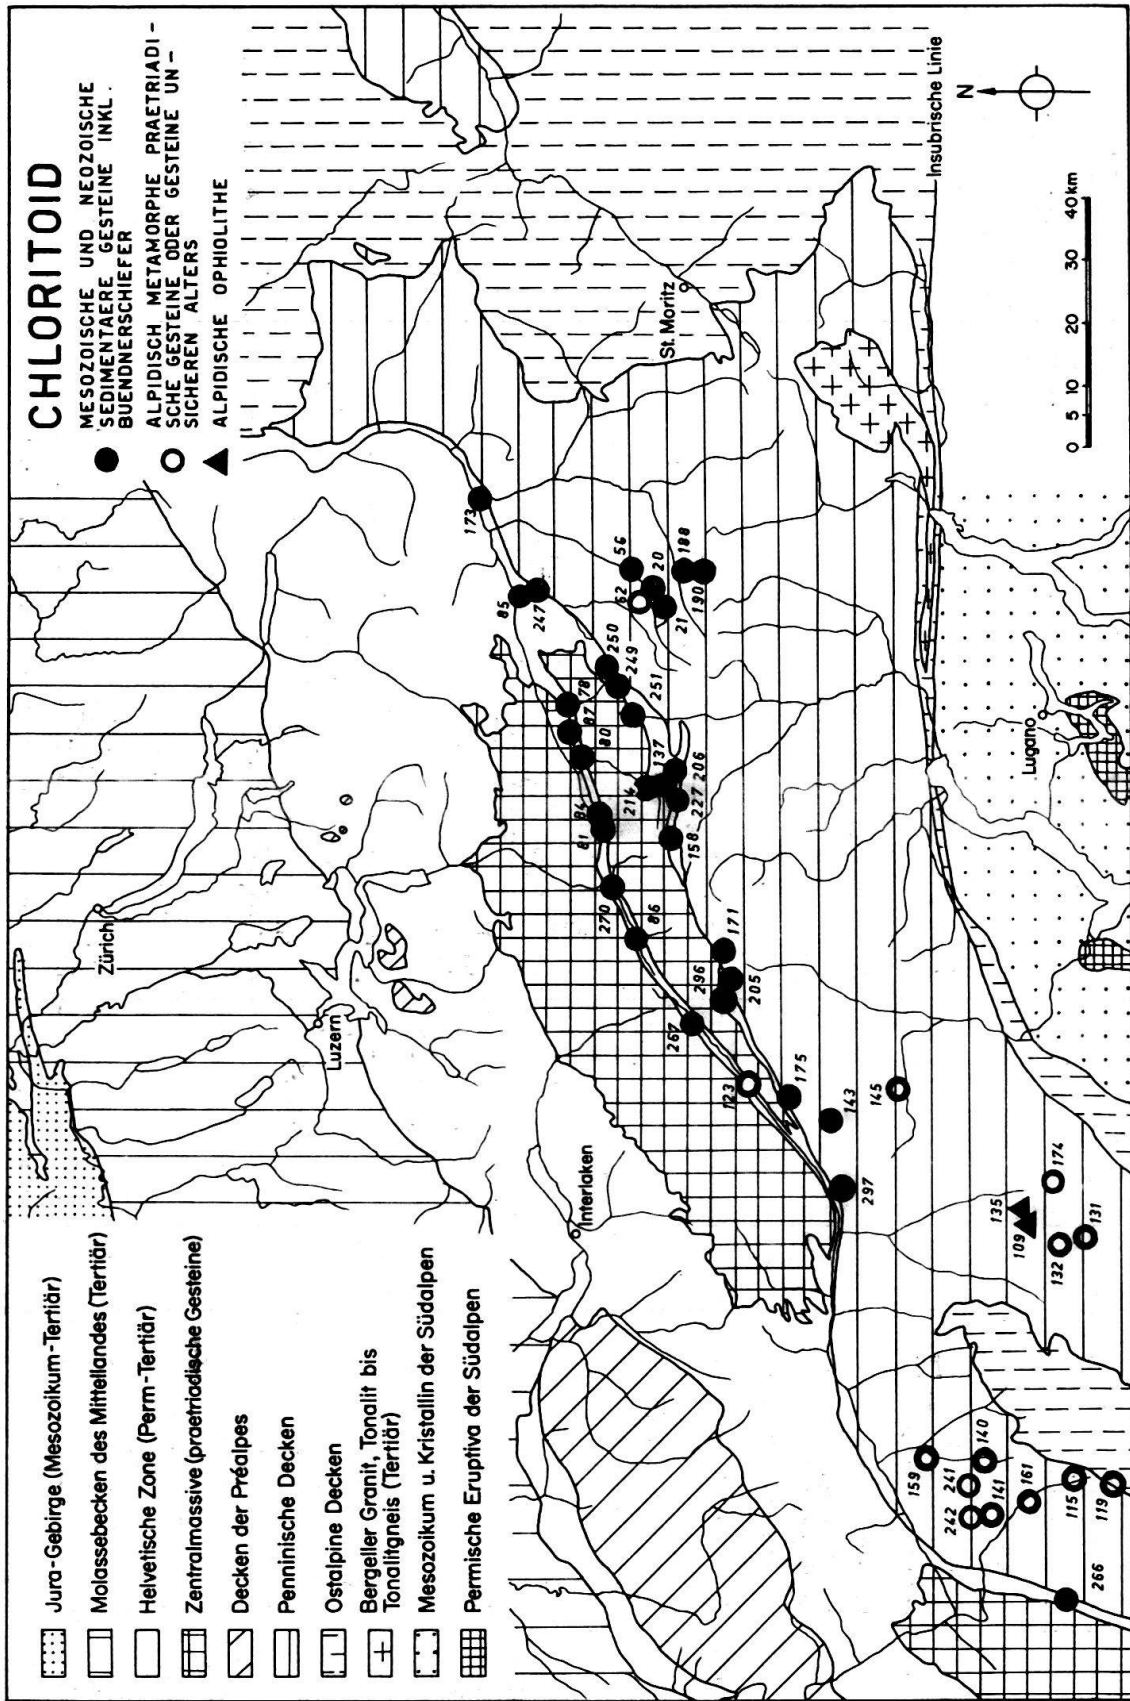 CHLORITOID
MESOZOISCHE UND NEOZOISCHE
SEDIMENTAERE GESTEINE INKL.
BUENDNERSCHIEFER
ALPIDISCH METAMORPHE PRAETRIADI-
SCHE GESTEINE ODER GESTEINE UN-
SICHEREN ALTERS
ALPIDISCHE OPHIOLITHE
Jura-Gebirge (Mesozoikum-Tertiär)
Molassebecken des Mittellandes (Tertiär)
Helvetische Zone (Perm-Tertiär)
Zentralmassive (praetriadische Gesteine)
Decken der Préalpes
Penninische Decken
Ostalpine Decken
Bergeller Granit, Tonalit bis
Tonalitgneis (Tertiär)
Mesozoikum u. Kristallin der Südalpen
Permische Eruptiva der Südalpen
Zürich
Luzern
Interlaken
St. Moritz
Lugano
Insubrische Linie
N
0 5 10 20 30 40 km
173
85
247
56
62
20
188
21
190
250
249
251
78
87
80
137
214
206
227
158
84
81
270
86
171
296
205
267
123
175
143
145
297
174
135
109
132
131
159
140
241
242
141
161
115
119
266